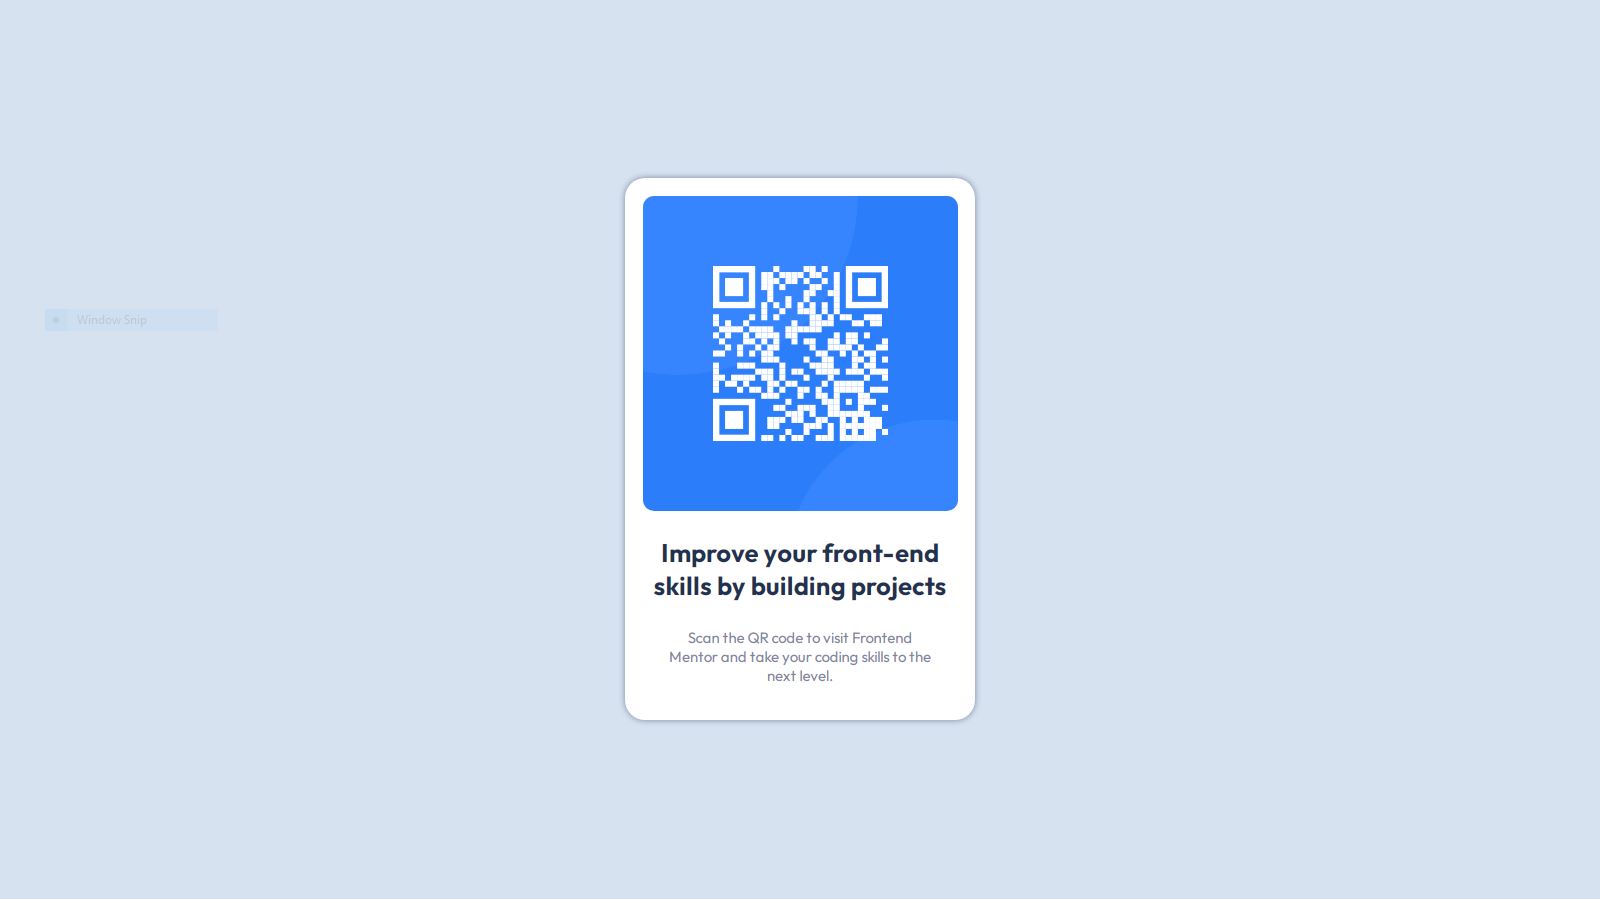 Window Snip
Improve your front-end
skills by building projects
Scan the QR code to visit Frontend
Mentor and take your coding skills to the
next level.